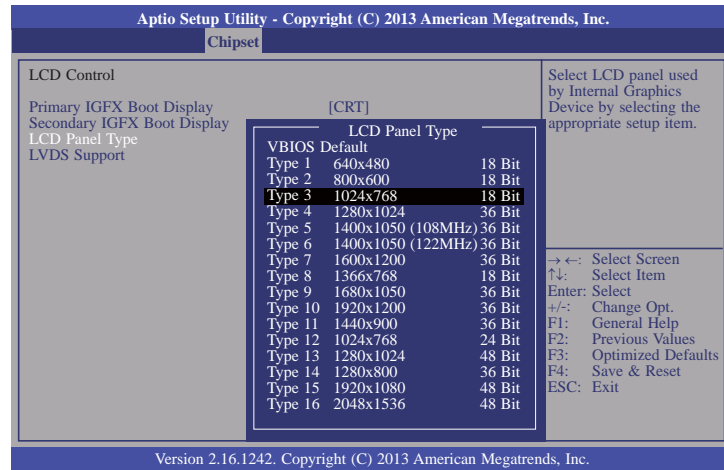 Aptio Setup Utility - Copyright (C) 2013 American Megatrends, Inc.
Chipset
LCD Control
Primary IGFX Boot Display [CRT]
Secondary IGFX Boot Display
LCD Panel Type
LVDS Support
LCD Panel Type
VBIOS Default
Type 1 640x480 18 Bit
Type 2 800x600 18 Bit
Type 3 1024x768 18 Bit
Type 4 1280x1024 36 Bit
Type 5 1400x1050 (108MHz) 36 Bit
Type 6 1400x1050 (122MHz) 36 Bit
Type 7 1600x1200 36 Bit
Type 8 1366x768 18 Bit
Type 9 1680x1050 36 Bit
Type 10 1920x1200 36 Bit
Type 11 1440x900 36 Bit
Type 12 1024x768 24 Bit
Type 13 1280x1024 48 Bit
Type 14 1280x800 36 Bit
Type 15 1920x1080 48 Bit
Type 16 2048x1536 48 Bit
Select LCD panel used
by Internal Graphics
Device by selecting the
appropriate setup item.
→←: Select Screen
↑↓: Select Item
Enter: Select
+/-: Change Opt.
F1: General Help
F2: Previous Values
F3: Optimized Defaults
F4: Save & Reset
ESC: Exit
Version 2.16.1242. Copyright (C) 2013 American Megatrends, Inc.